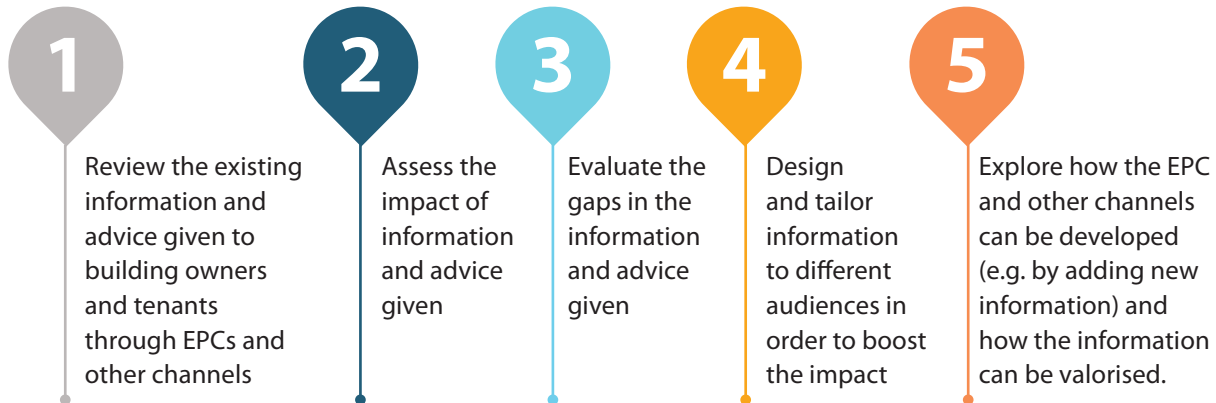 1
Review the existing
information and
advice given to
building owners
and tenants
through EPCs and
other channels
2
Assess the
impact of
information
and advice
given
3
Evaluate the
gaps in the
information
and advice
given
4
Design
and tailor
information
to different
audiences in
order to boost
the impact
5
Explore how the EPC
and other channels
can be developed
(e.g. by adding new
information) and
how the information
can be valorised.